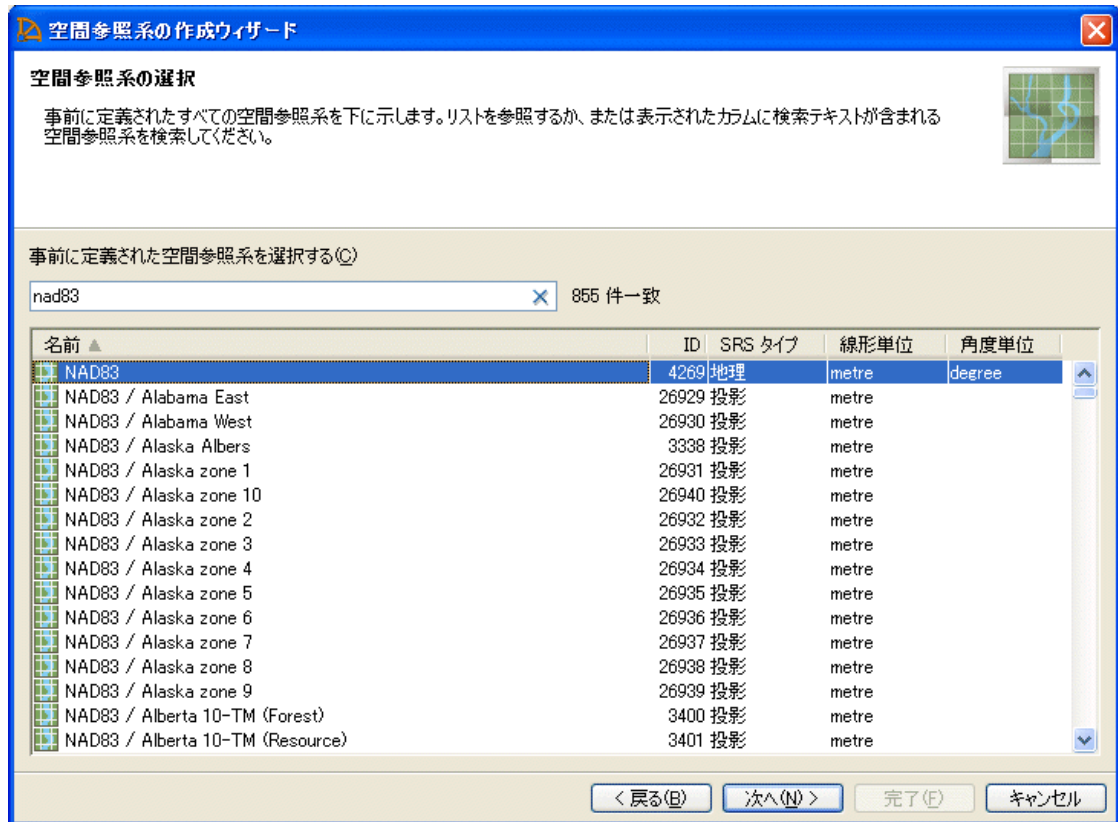 空間参照系の作成ウィザード
空間参照系の選択
事前に定義されたすべての空間参照系を下に示します。リストを参照するか、または表示されたカラムに検索テキストが含まれる
空間参照系を検索してください。
事前に定義された空間参照系を選択する(C)
nad83 855 件一致
名前 ID SRS タイプ 線形単位 角度単位
NAD83 4269 地理 metre degree
NAD83 / Alabama East 26929 投影 metre
NAD83 / Alabama West 26930 投影 metre
NAD83 / Alaska Albers 3338 投影 metre
NAD83 / Alaska zone 1 26931 投影 metre
NAD83 / Alaska zone 10 26940 投影 metre
NAD83 / Alaska zone 2 26932 投影 metre
NAD83 / Alaska zone 3 26933 投影 metre
NAD83 / Alaska zone 4 26934 投影 metre
NAD83 / Alaska zone 5 26935 投影 metre
NAD83 / Alaska zone 6 26936 投影 metre
NAD83 / Alaska zone 7 26937 投影 metre
NAD83 / Alaska zone 8 26938 投影 metre
NAD83 / Alaska zone 9 26939 投影 metre
NAD83 / Alberta 10-TM (Forest) 3400 投影 metre
NAD83 / Alberta 10-TM (Resource) 3401 投影 metre
< 戻る(B) 次へ(N) > 完了(F) キャンセル